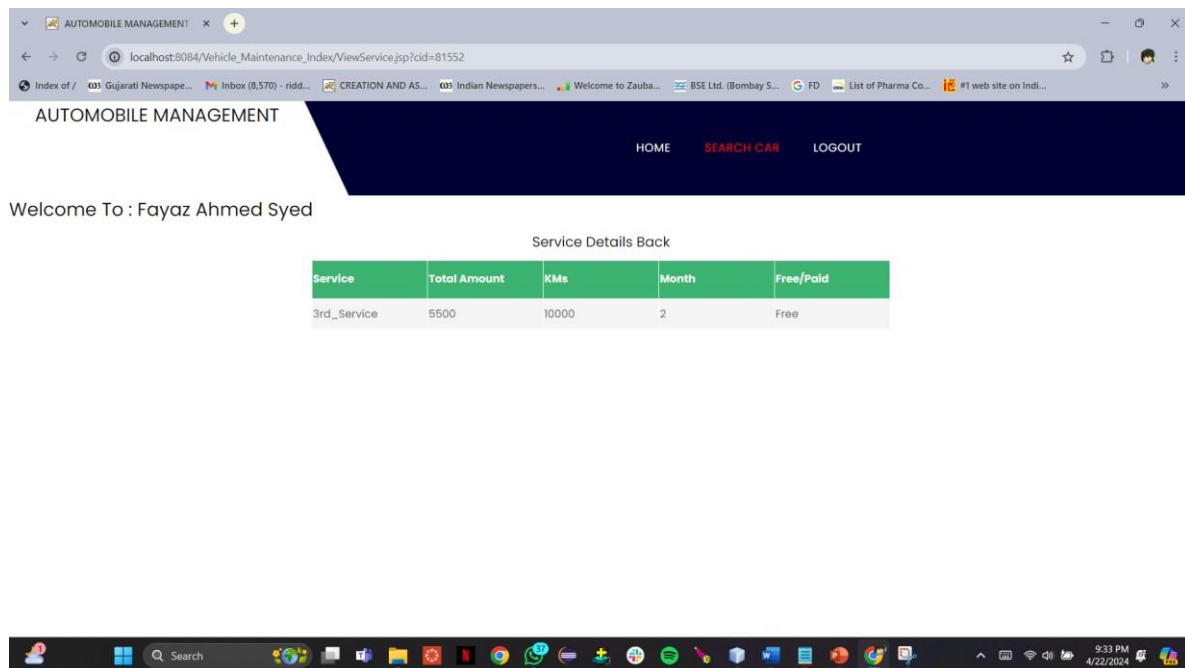 AUTOMOBILE MANAGEMENT
localhost:8084/Vehicle_Maintenance_Index/ViewService.jsp?cid=81552
Index of / Gujarati Newspape... Inbox (8,570) - ridd... CREATION AND AS... Indian Newspapers... Welcome to Zauba... BSE Ltd. (Bombay S... FD List of Pharma Co... #1 web site on Indi... »
AUTOMOBILE MANAGEMENT
HOME SEARCH CAR LOGOUT
Welcome To : Fayaz Ahmed Syed
Service Details Back
Service Total Amount KMs Month Free/Paid
3rd_Service 5500 10000 2 Free
Search 37 9:33 PM
4/22/2024